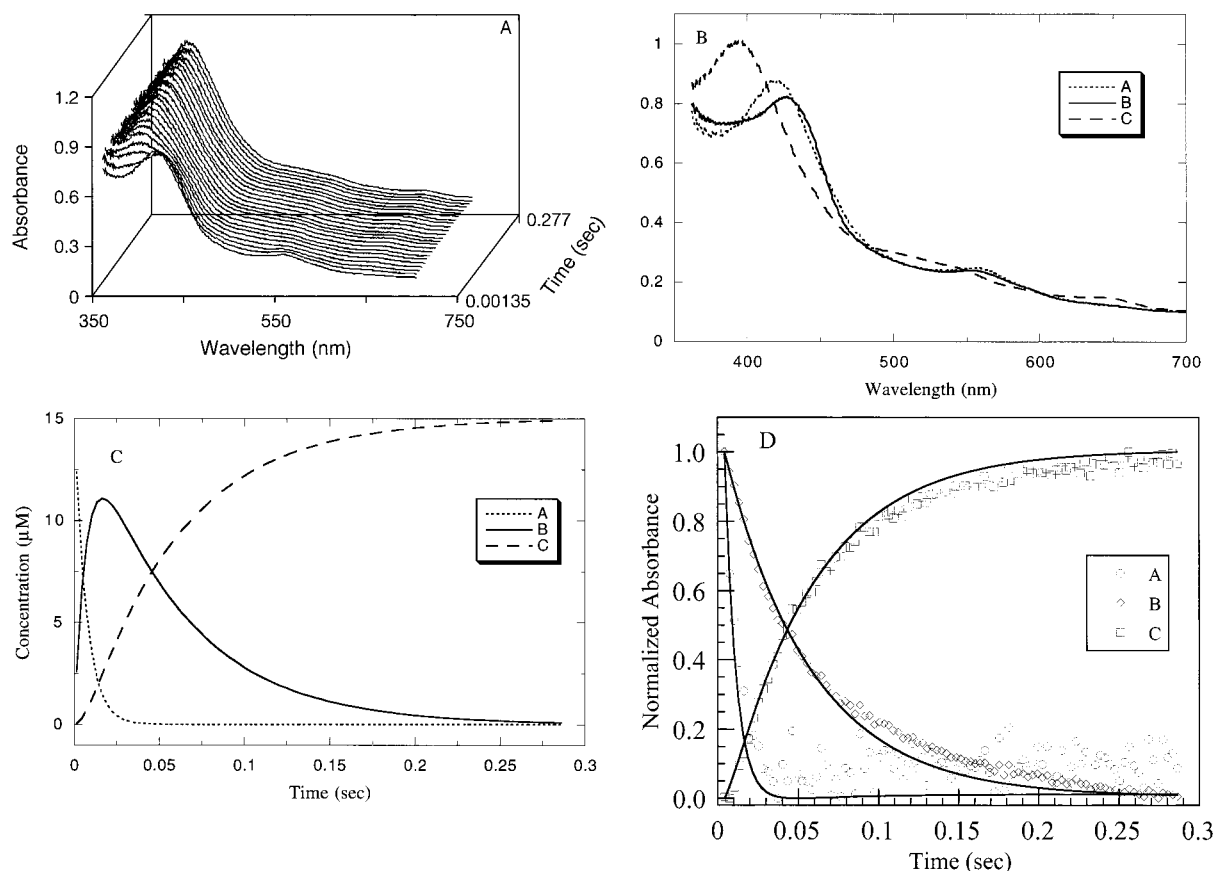 A
1.2
0.9
0.6
0.3
0
Absorbance
350
550
750
Wavelength (nm)
0.277
0.00135
Time (sec)
B
1
0.8
0.6
0.4
0.2
0
400
500
600
700
Wavelength (nm)
A
B
C
C
15
10
5
0
Concentration (µM)
0
0.05
0.1
0.15
0.2
0.25
0.3
Time (sec)
A
B
C
D
1.0
0.8
0.6
0.4
0.2
0.0
Normalized Absorbance
0
0.05
0.1
0.15
0.2
0.25
0.3
Time (sec)
A
B
C